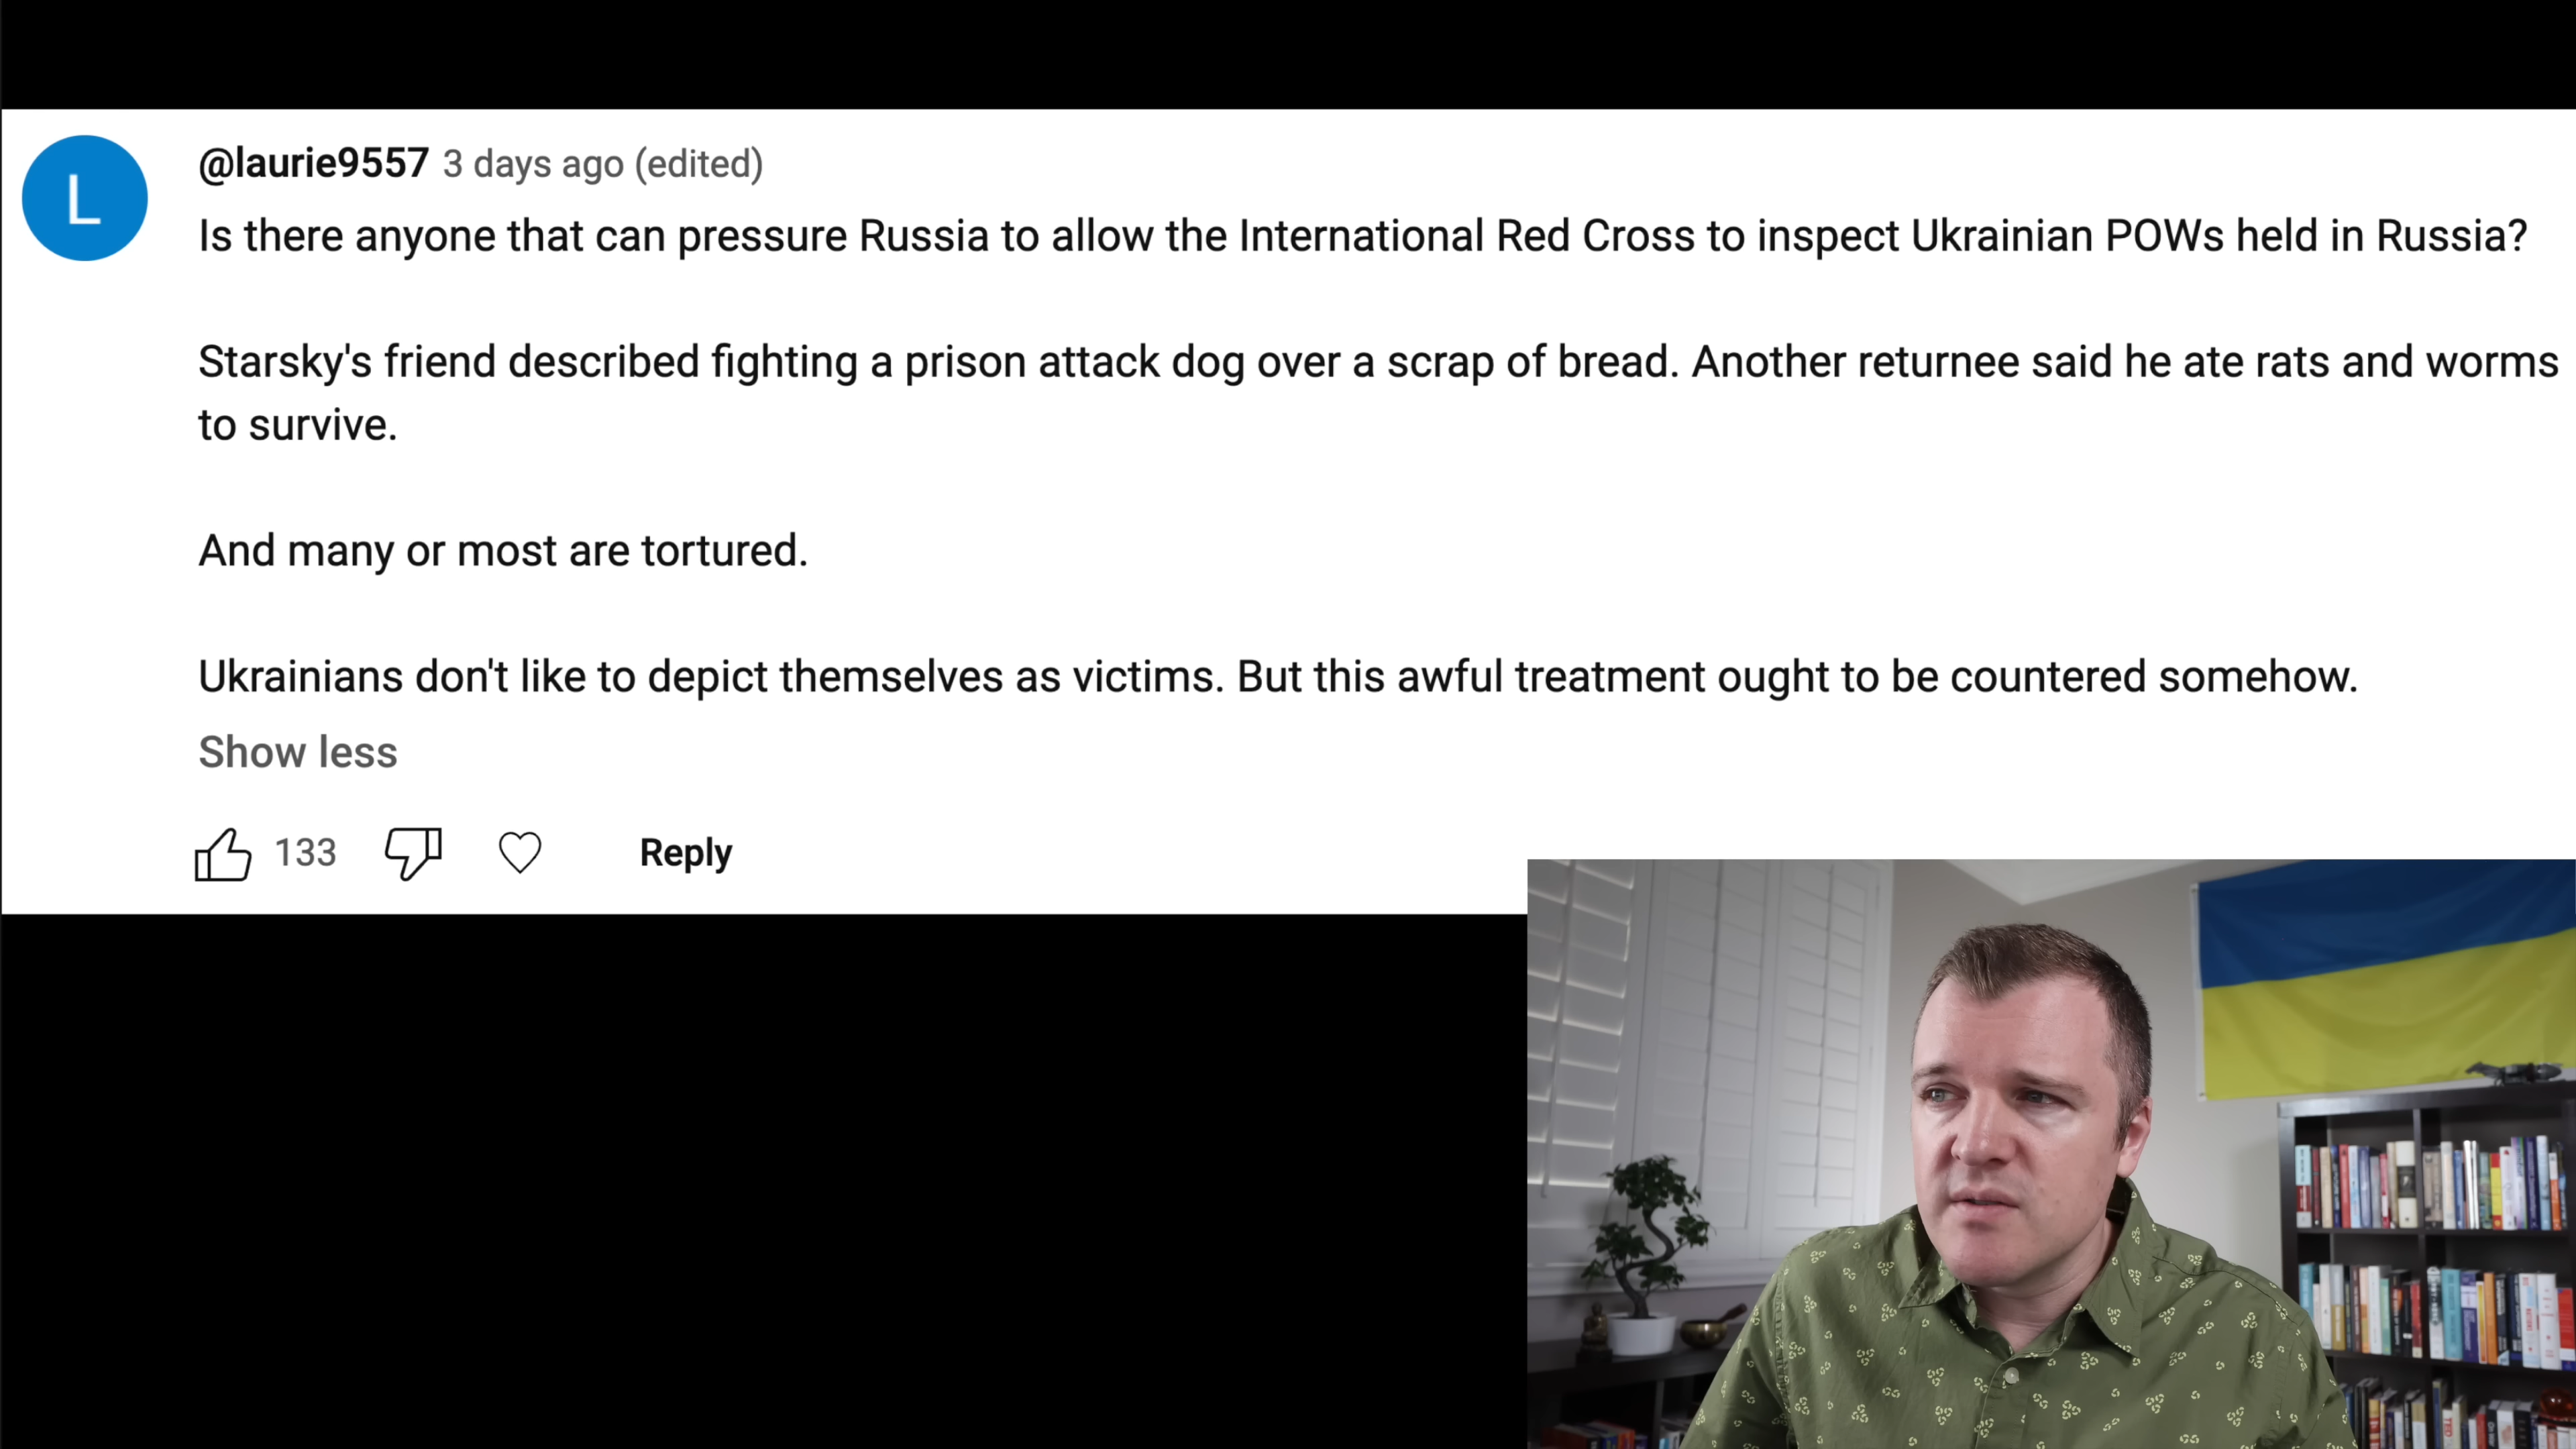 L
@laurie9557 3 days ago (edited)
Is there anyone that can pressure Russia to allow the International Red Cross to inspect Ukrainian POWs held in Russia?
Starsky's friend described fighting a prison attack dog over a scrap of bread. Another returnee said he ate rats and worms
to survive.
And many or most are tortured.
Ukrainians don't like to depict themselves as victims. But this awful treatment ought to be countered somehow.
Show less
133 Reply